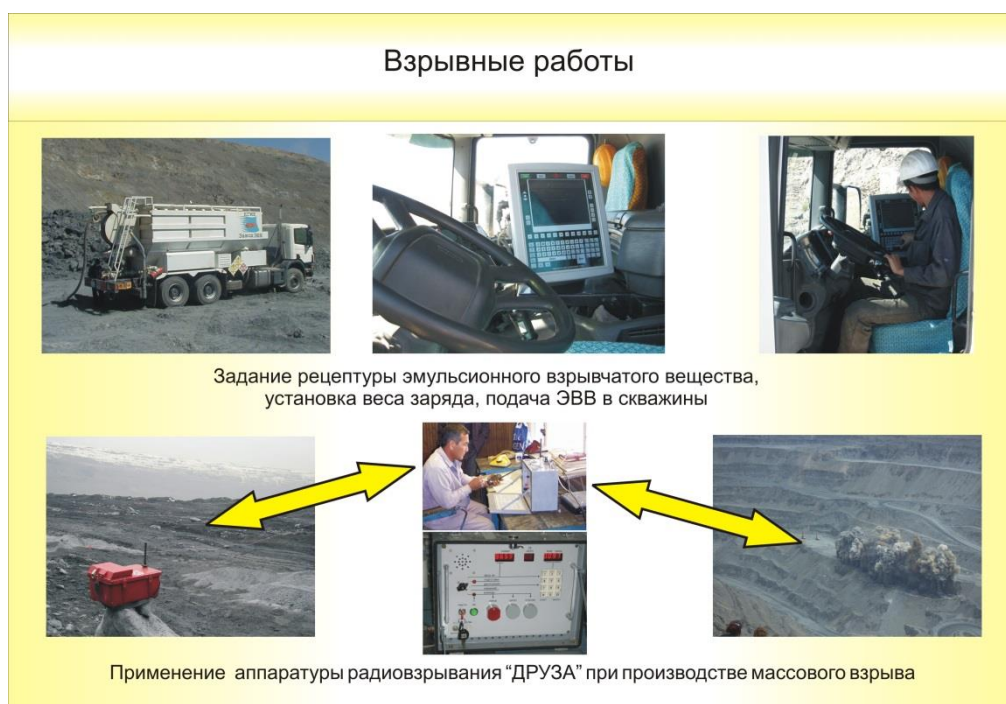 Взрывные работы
Задание рецептуры эмульсионного взрывчатого вещества,
установка веса заряда, подача ЭВВ в скважины
Применение аппаратуры радиовзрывания “ДРУЗА” при производстве массового взрыва